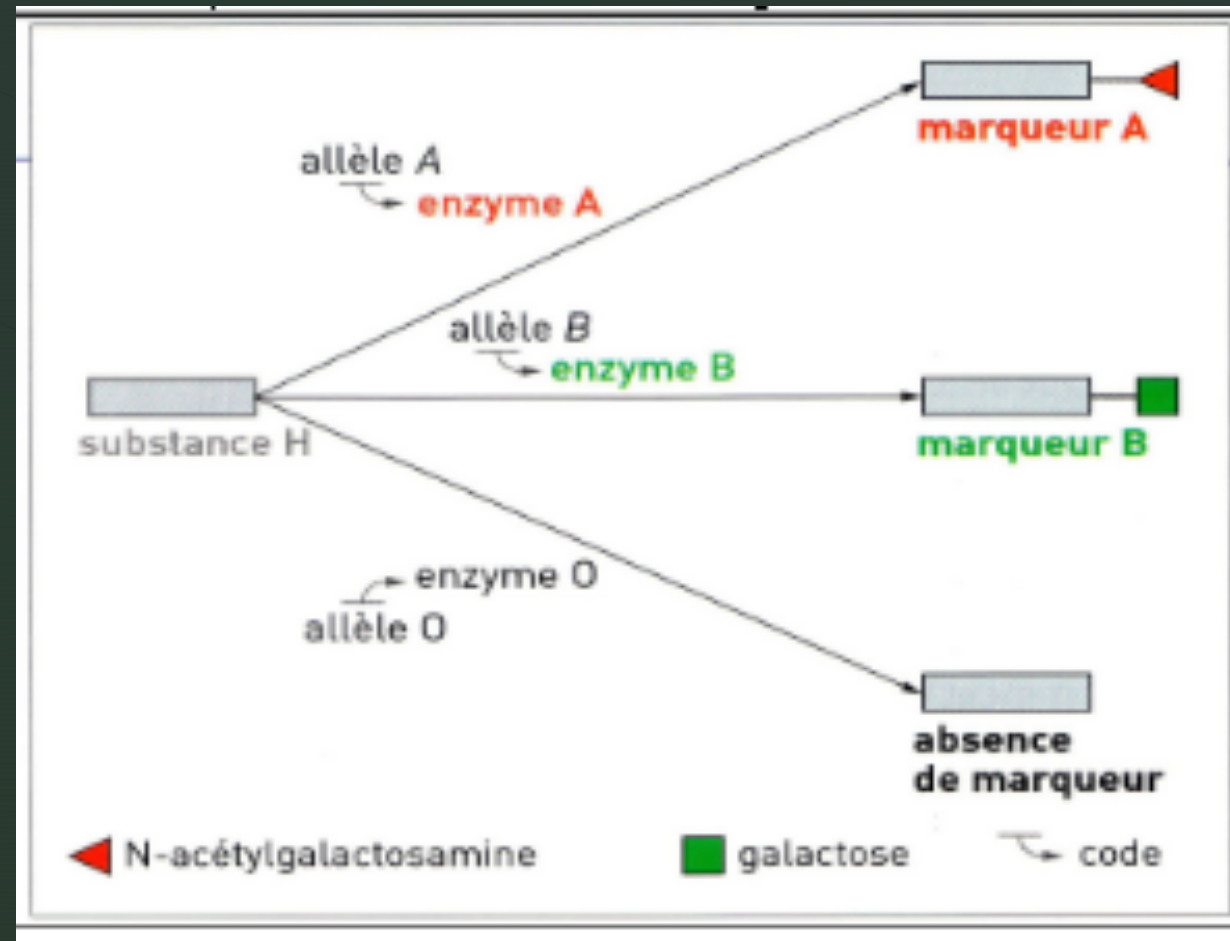 marqueur A
allèle A
enzyme A
allèle B
enzyme B
substance H
marqueur B
enzyme O
allèle O
absence
de marqueur
N-acétylgalactosamine
galactose
code